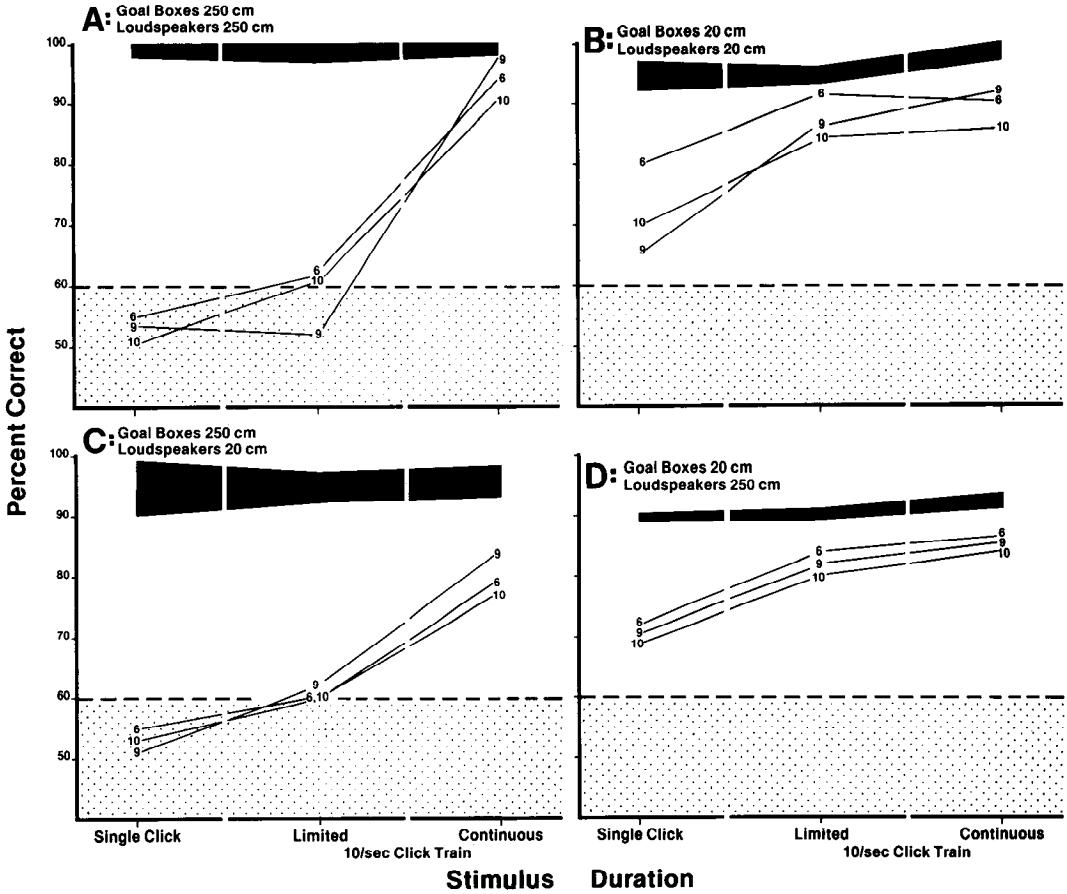 A: Goal Boxes 250 cm
Loudspeakers 250 cm
B: Goal Boxes 20 cm
Loudspeakers 20 cm
100
90
80
70
60
50
6
9
10
6
10
9
9
6
10
6
10
9
6
9
10
9
6
10
C: Goal Boxes 250 cm
Loudspeakers 20 cm
D: Goal Boxes 20 cm
Loudspeakers 250 cm
100
90
80
70
60
50
6
10
9
9
6,10
9
6
10
6
9
10
6
9
10
6
9
10
Percent Correct
Single Click
Limited
Continuous
10/sec Click Train
Single Click
Limited
Continuous
10/sec Click Train
Stimulus Duration